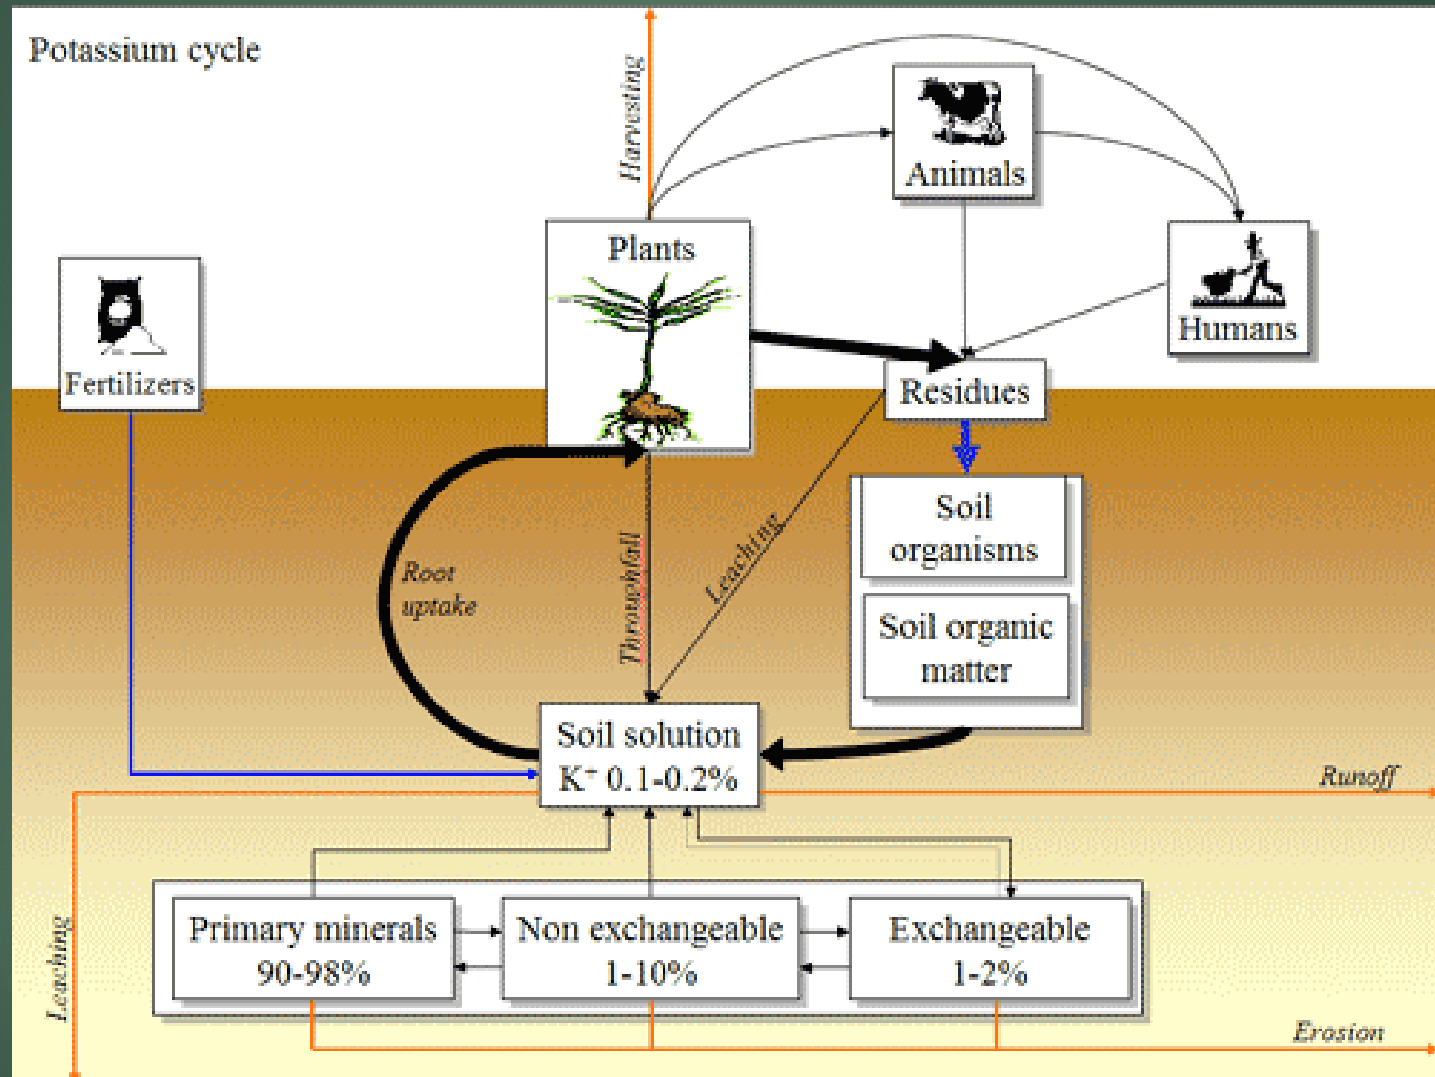 Potassium cycle
Harvesting
Animals
Plants
Humans
Fertilizers
Residues
Soil
organisms
Root
uptake
Throughfall
Leaching
Soil organic
matter
Soil solution
K⁺ 0.1-0.2%
Runoff
Primary minerals
90-98%
Non exchangeable
1-10%
Exchangeable
1-2%
Leaching
Erosion